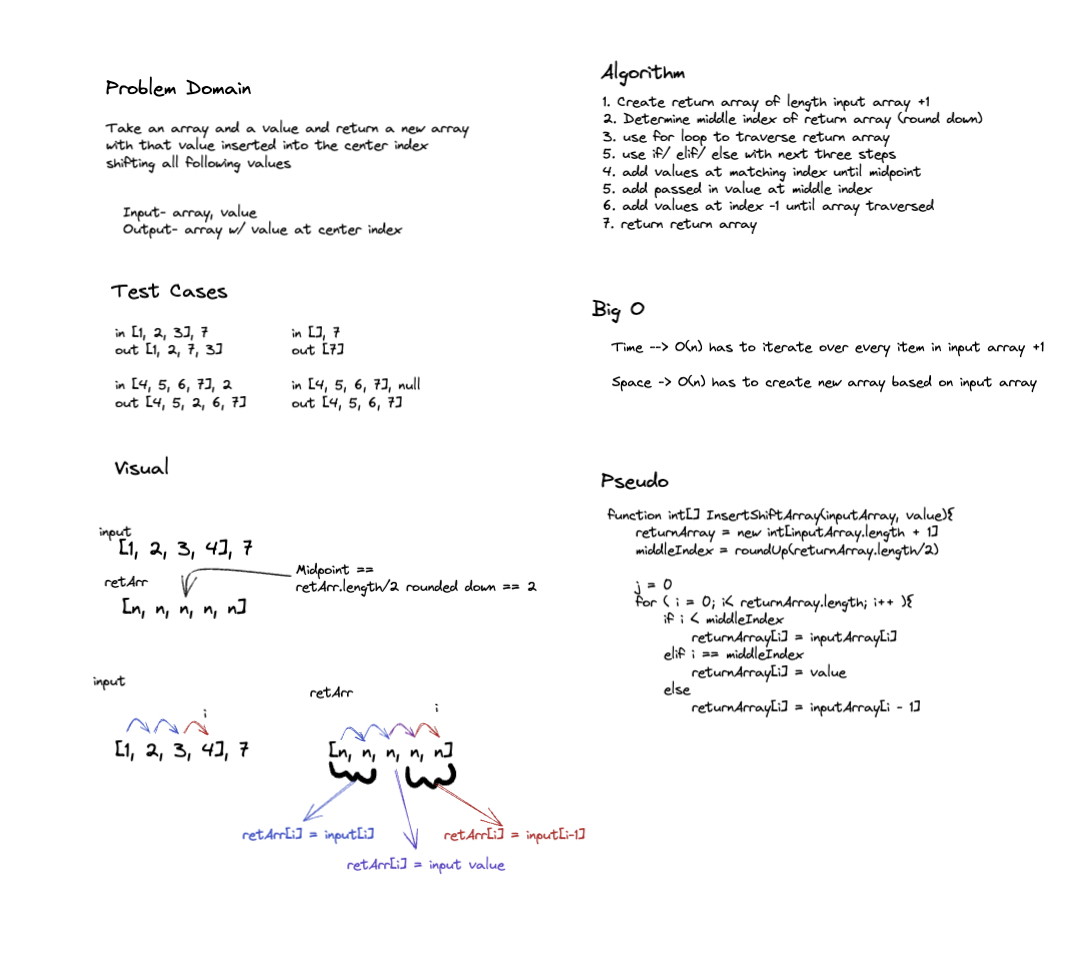 Problem Domain
Take an array and a value and return a new array
with that value inserted into the center index
shifting all following values
Input- array, value
Output- array w/ value at center index
Test Cases
in [1, 2, 3], 7
out [1, 2, 7, 3]
in [], 7
out [7]
in [4, 5, 6, 7], 2
out [4, 5, 2, 6, 7]
in [4, 5, 6, 7], null
out [4, 5, 6, 7]
Visual
input
[1, 2, 3, 4], 7
retArr
[n, n, n, n, n]
Midpoint ==
retArr.length/2 rounded down == 2
input
i
[1, 2, 3, 4], 7
retArr
i
[n, n, n, n, n]
retArr[i] = input[i]
retArr[i] = input value
retArr[i] = input[i-1]
Algorithm
1. Create return array of length input array +1
2. Determine middle index of return array (round down)
3. use for loop to traverse return array
5. use if/ elif/ else with next three steps
4. add values at matching index until midpoint
5. add passed in value at middle index
6. add values at index -1 until array traversed
7. return return array
Big O
Time --> O(n) has to iterate over every item in input array +1
Space -> O(n) has to create new array based on input array
Pseudo
function int[] InsertShiftArray(inputArray, value){
returnArray = new int[inputArray.length + 1]
middleIndex = roundUp(returnArray.length/2)
j = 0
for ( i = 0; i< returnArray.length; i++ ){
if i < middleIndex
returnArray[i] = inputArray[i]
elif i == middleIndex
returnArray[i] = value
else
returnArray[i] = inputArray[i - 1]